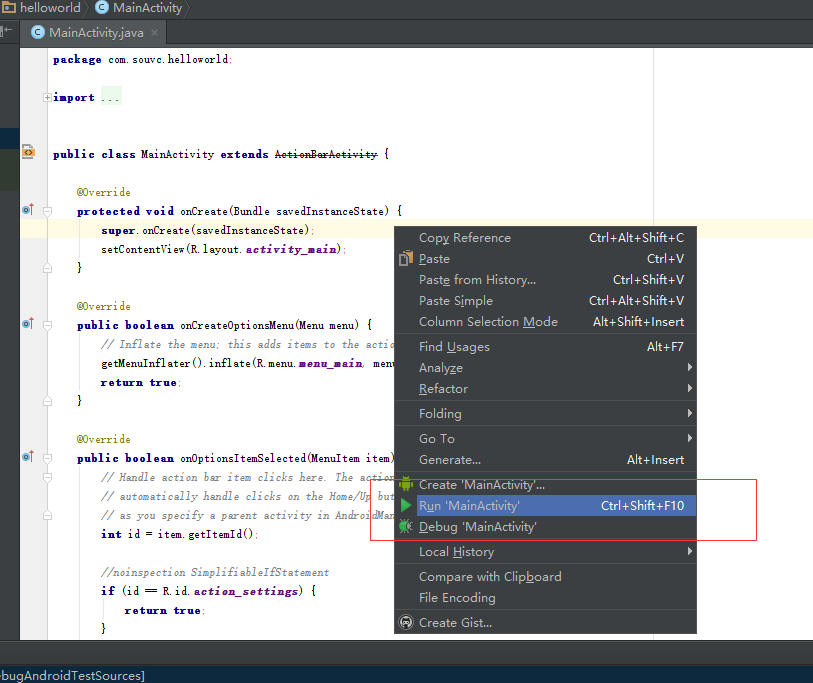 helloworld MainActivity
MainActivity.java
package com.souvc.helloworld;
import ...
public class MainActivity extends ActionBarActivity {
@Override
protected void onCreate(Bundle savedInstanceState) {
super.onCreate(savedInstanceState);
setContentView(R.layout.activity_main);
}
@Override
public boolean onCreateOptionsMenu(Menu menu) {
// Inflate the menu; this adds items to the actio
getMenuInflater().inflate(R.menu.menu_main, menu
return true;
}
@Override
public boolean onOptionsItemSelected(MenuItem item)
// Handle action bar item clicks here. The action
// automatically handle clicks on the Home/Up but
// as you specify a parent activity in AndroidMan
int id = item.getItemId();
//noinspection SimplifiableIfStatement
if (id == R.id.action_settings) {
return true;
}
Copy Reference Ctrl+Alt+Shift+C
Paste Ctrl+V
Paste from History... Ctrl+Shift+V
Paste Simple Ctrl+Alt+Shift+V
Column Selection Mode Alt+Shift+Insert
Find Usages Alt+F7
Analyze
Refactor
Folding
Go To
Generate... Alt+Insert
Create 'MainActivity'...
Run 'MainActivity' Ctrl+Shift+F10
Debug 'MainActivity'
Local History
Compare with Clipboard
File Encoding
Create Gist...
bugAndroidTestSources]